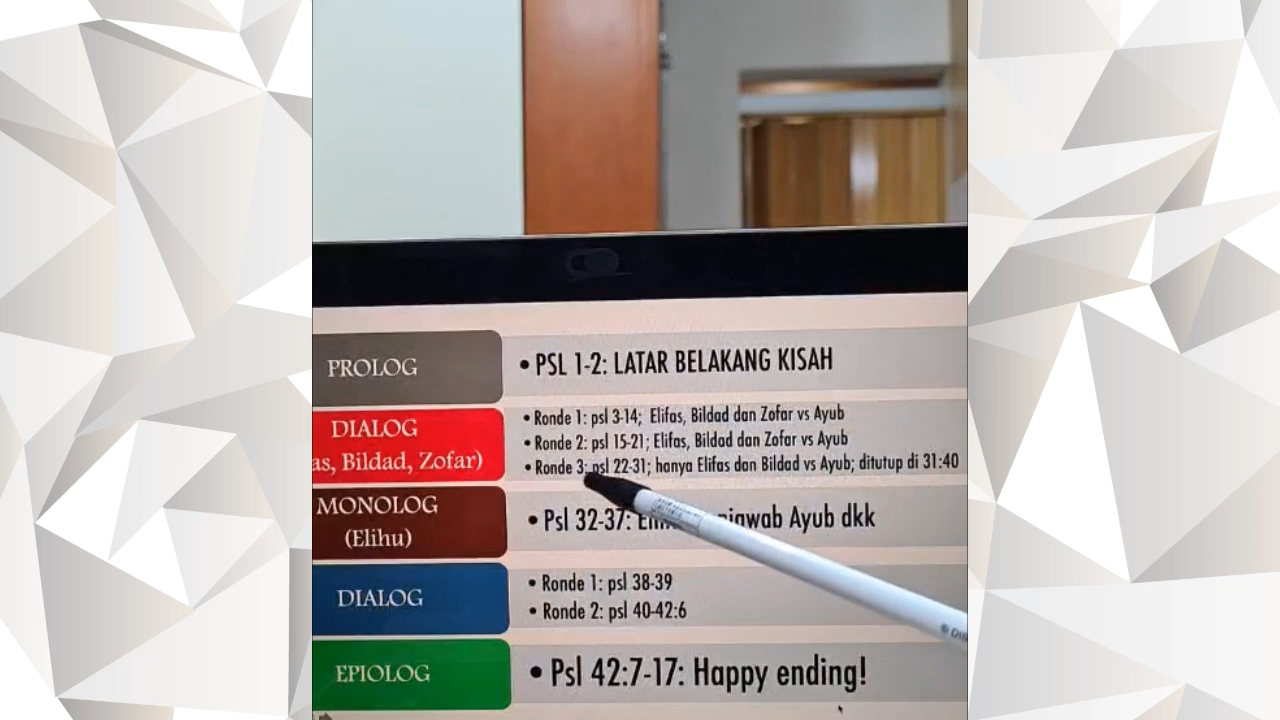 PROLOG
• PSL 1-2: LATAR BELAKANG KISAH
DIALOG
as, Bildad, Zofar)
• Ronde 1: psl 3-14; Elifas, Bildad dan Zofar vs Ayub
• Ronde 2: psl 15-21; Elifas, Bildad dan Zofar vs Ayub
• Ronde 3: psl 22-31; hanya Elifas dan Bildad vs Ayub; ditutup di 31:40
MONOLOG
(Elihu)
• Psl 32-37: Ayub dkk
DIALOG
• Ronde 1: psl 38-39
• Ronde 2: psl 40-42:6
EPIOLOG
• Psl 42:7-17: Happy ending!